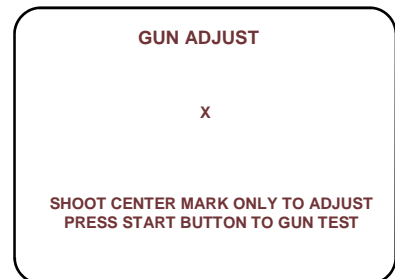 GUN ADJUST
X
SHOOT CENTER MARK ONLY TO ADJUST
PRESS START BUTTON TO GUN TEST